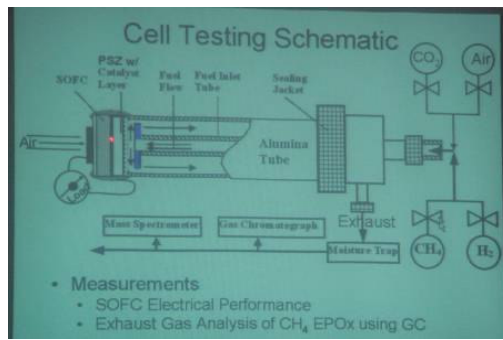 Cell Testing Schematic
CO2
Air
PSZ w/
Catalyst
Layer
SOFC
Fuel
Flow
Fuel Inlet
Tube
Sealing
Jacket
Air
Alumina
Tube
Load
Exhaust
Mass Spectrometer
Gas Chromatograph
Moisture Trap
CH4
H2
• Measurements
• SOFC Electrical Performance
• Exhaust Gas Analysis of CH4 EPOx using GC